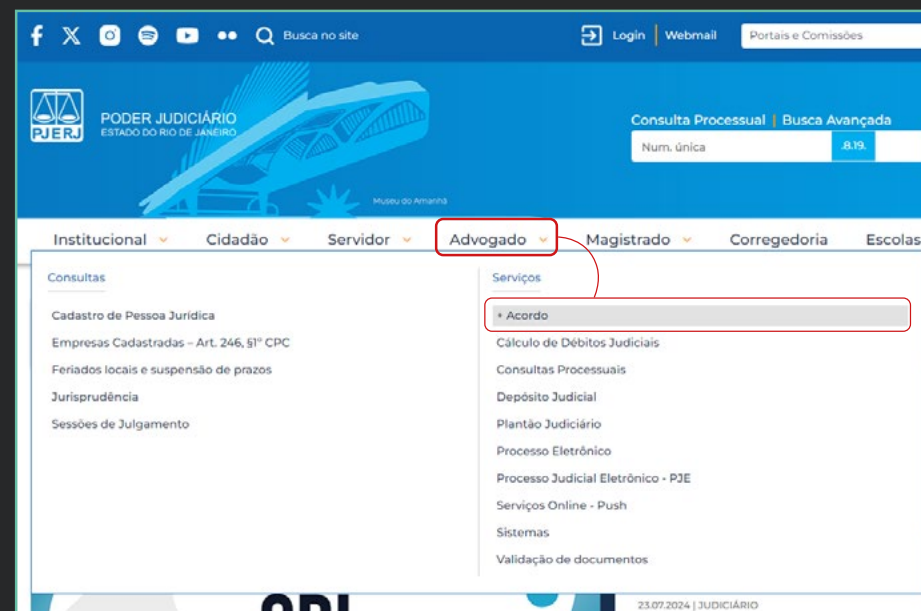 Busca no site
Login | Webmail
Portais e Comissões
PJERJ
PODER JUDICIÁRIO
ESTADO DO RIO DE JANEIRO
Museu do Amanhã
Consulta Processual | Busca Avançada
Num. única
.8.19.
Institucional
Cidadão
Servidor
Advogado
Magistrado
Corregedoria
Escolas
Consultas
Cadastro de Pessoa Jurídica
Empresas Cadastradas – Art. 246, §1º CPC
Feriados locais e suspensão de prazos
Jurisprudência
Sessões de Julgamento
Serviços
+ Acordo
Cálculo de Débitos Judiciais
Consultas Processuais
Depósito Judicial
Plantão Judiciário
Processo Eletrônico
Processo Judicial Eletrônico - PJE
Serviços Online - Push
Sistemas
Validação de documentos
23.07.2024 | JUDICIÁRIO